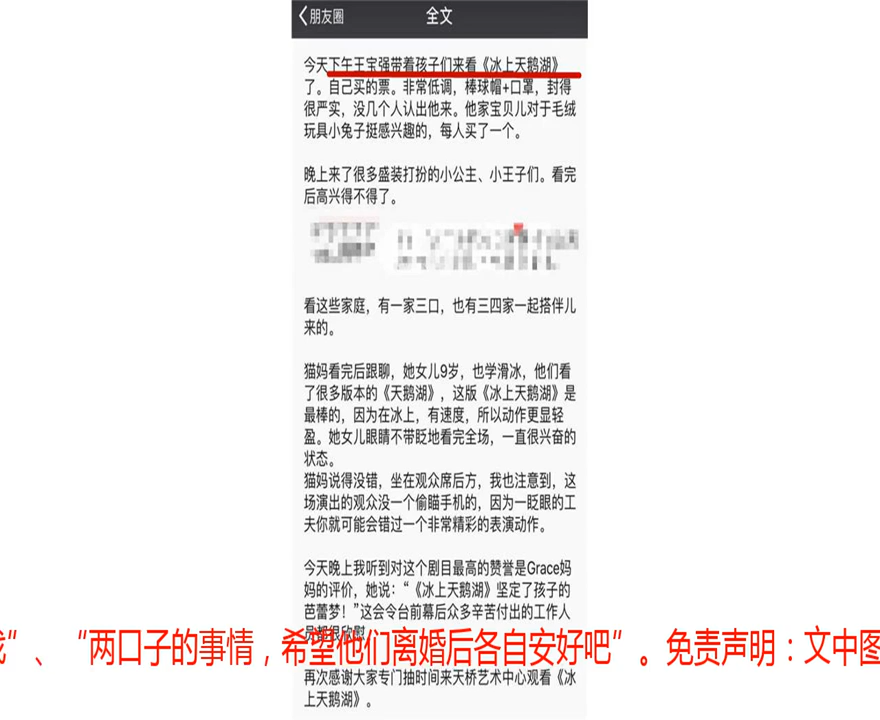 朋友圈
全文
今天下午王宝强带着孩子们来看《冰上天鹅湖》
了。自己买的票。非常低调，棒球帽+口罩，封得
很严实，没几个人认出他来。他家宝贝儿对于毛绒
玩具小兔子挺感兴趣的，每人买了一个。
晚上来了很多盛装打扮的小公主、小王子们。看完
后高兴得不得了。
看这些家庭，有一家三口，也有三四家一起搭伴儿
来的。
猫妈看完后跟聊，她女儿9岁，也学滑冰，他们看
了很多版本的《天鹅湖》，这版《冰上天鹅湖》是
最棒的，因为在冰上，有速度，所以动作更显轻
盈。她女儿眼睛不带眨地看完全场，一直很兴奋的
状态。
猫妈说得没错，坐在观众席后方，我也注意到，这
场演出的观众没一个偷瞄手机的，因为一眨眼的工
夫你就可能会错过一个非常精彩的表演动作。
今天晚上我听到对这个剧目最高的赞誉是Grace妈
妈的评价，她说：“《冰上天鹅湖》坚定了孩子的
芭蕾梦！”这会令台前幕后众多辛苦付出的工作人
员都很欣慰
”、“两口子的事情，希望他们离婚后各自安好吧”。免责声明：文中图
再次感谢大家专门抽时间来天桥艺术中心观看《冰
上天鹅湖》。